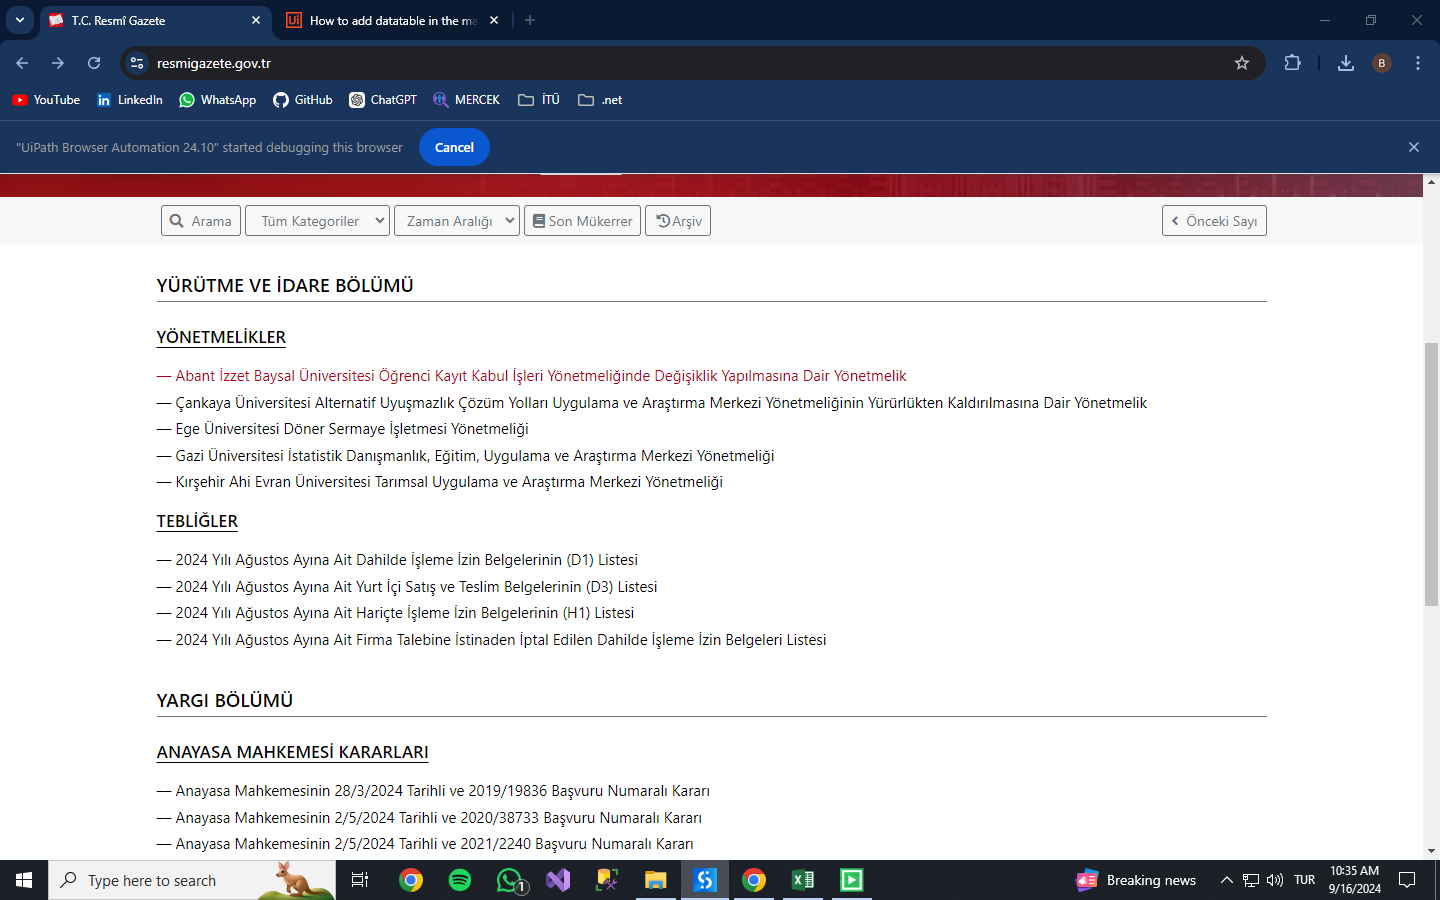 T.C. Resmî Gazete
Ui How to add datatable in the ma
resmigazete.gov.tr
B
YouTube LinkedIn WhatsApp GitHub ChatGPT MERCEK İTÜ .net
"UiPath Browser Automation 24.10" started debugging this browser Cancel
Arama Tüm Kategoriler Zaman Aralığı Son Mükerrer Arşiv Önceki Sayı
YÜRÜTME VE İDARE BÖLÜMÜ
YÖNETMELİKLER
— Abant İzzet Baysal Üniversitesi Öğrenci Kayıt Kabul İşleri Yönetmeliğinde Değişiklik Yapılmasına Dair Yönetmelik
— Çankaya Üniversitesi Alternatif Uyuşmazlık Çözüm Yolları Uygulama ve Araştırma Merkezi Yönetmeliğinin Yürürlükten Kaldırılmasına Dair Yönetmelik
— Ege Üniversitesi Döner Sermaye İşletmesi Yönetmeliği
— Gazi Üniversitesi İstatistik Danışmanlık, Eğitim, Uygulama ve Araştırma Merkezi Yönetmeliği
— Kırşehir Ahi Evran Üniversitesi Tarımsal Uygulama ve Araştırma Merkezi Yönetmeliği
TEBLİĞLER
— 2024 Yılı Ağustos Ayına Ait Dahilde İşleme İzin Belgelerinin (D1) Listesi
— 2024 Yılı Ağustos Ayına Ait Yurt İçi Satış ve Teslim Belgelerinin (D3) Listesi
— 2024 Yılı Ağustos Ayına Ait Hariçte İşleme İzin Belgelerinin (H1) Listesi
— 2024 Yılı Ağustos Ayına Ait Firma Talebine İstinaden İptal Edilen Dahilde İşleme İzin Belgeleri Listesi
YARGI BÖLÜMÜ
ANAYASA MAHKEMESİ KARARLARI
— Anayasa Mahkemesinin 28/3/2024 Tarihli ve 2019/19836 Başvuru Numaralı Kararı
— Anayasa Mahkemesinin 2/5/2024 Tarihli ve 2020/38733 Başvuru Numaralı Kararı
— Anayasa Mahkemesinin 2/5/2024 Tarihli ve 2021/2240 Başvuru Numaralı Kararı
Type here to search 1 Breaking news TUR 10:35 AM
9/16/2024